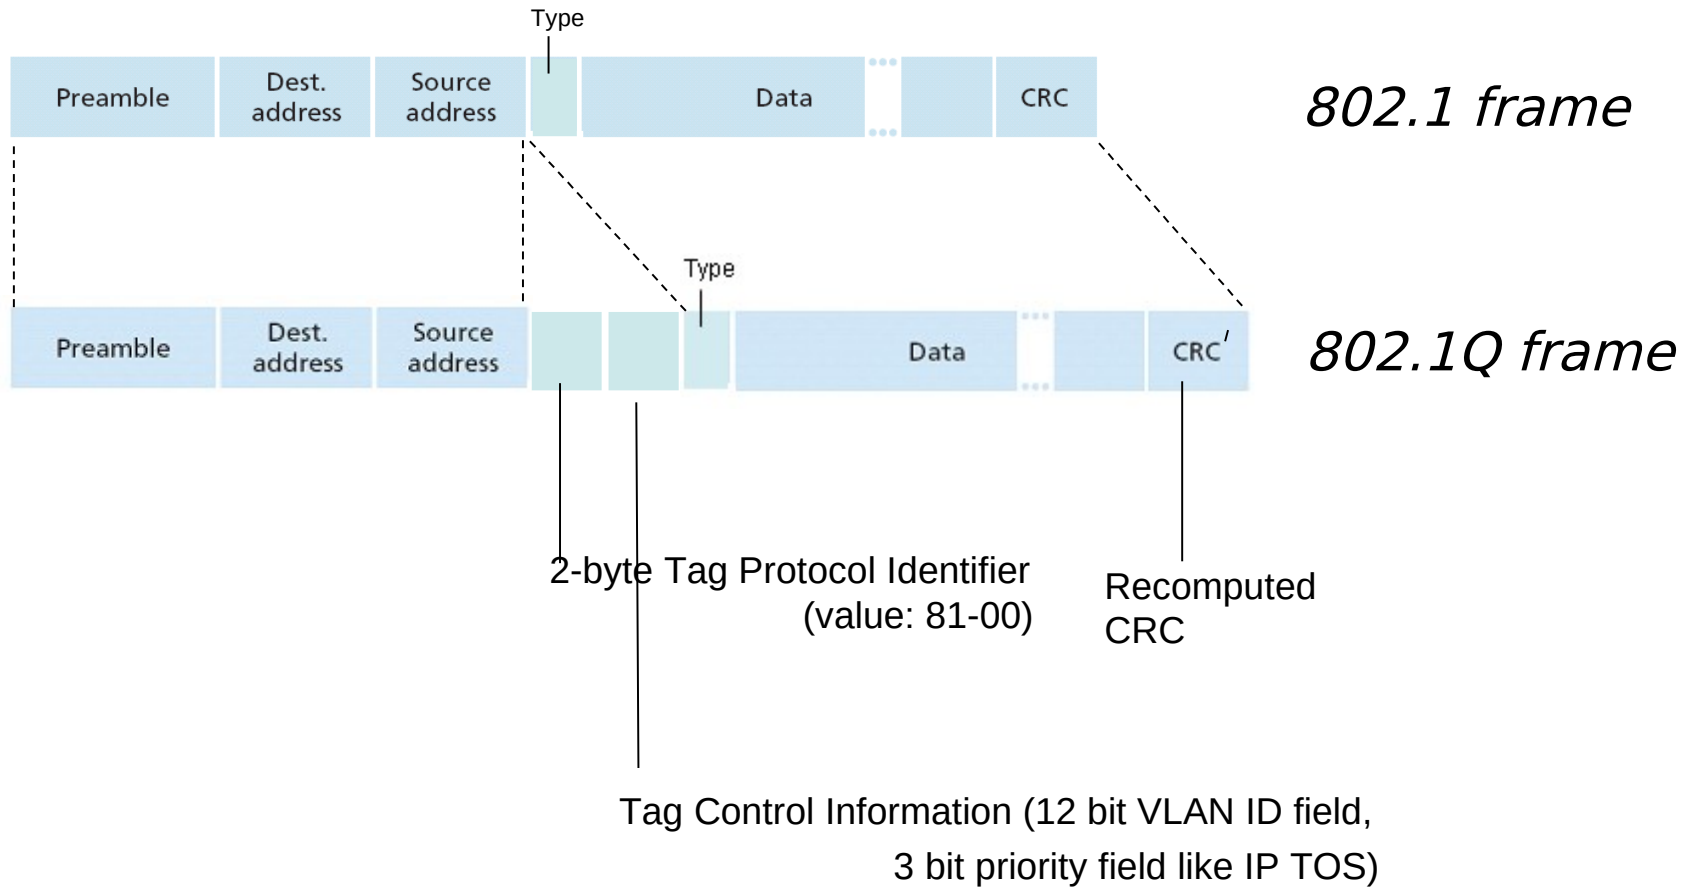 Type
Preamble
Dest.
address
Source
address
Data
CRC
802.1 frame
Type
Preamble
Dest.
address
Source
address
Data
CRC′
802.1Q frame
2-byte Tag Protocol Identifier
(value: 81-00)
Recomputed
CRC
Tag Control Information (12 bit VLAN ID field,
3 bit priority field like IP TOS)